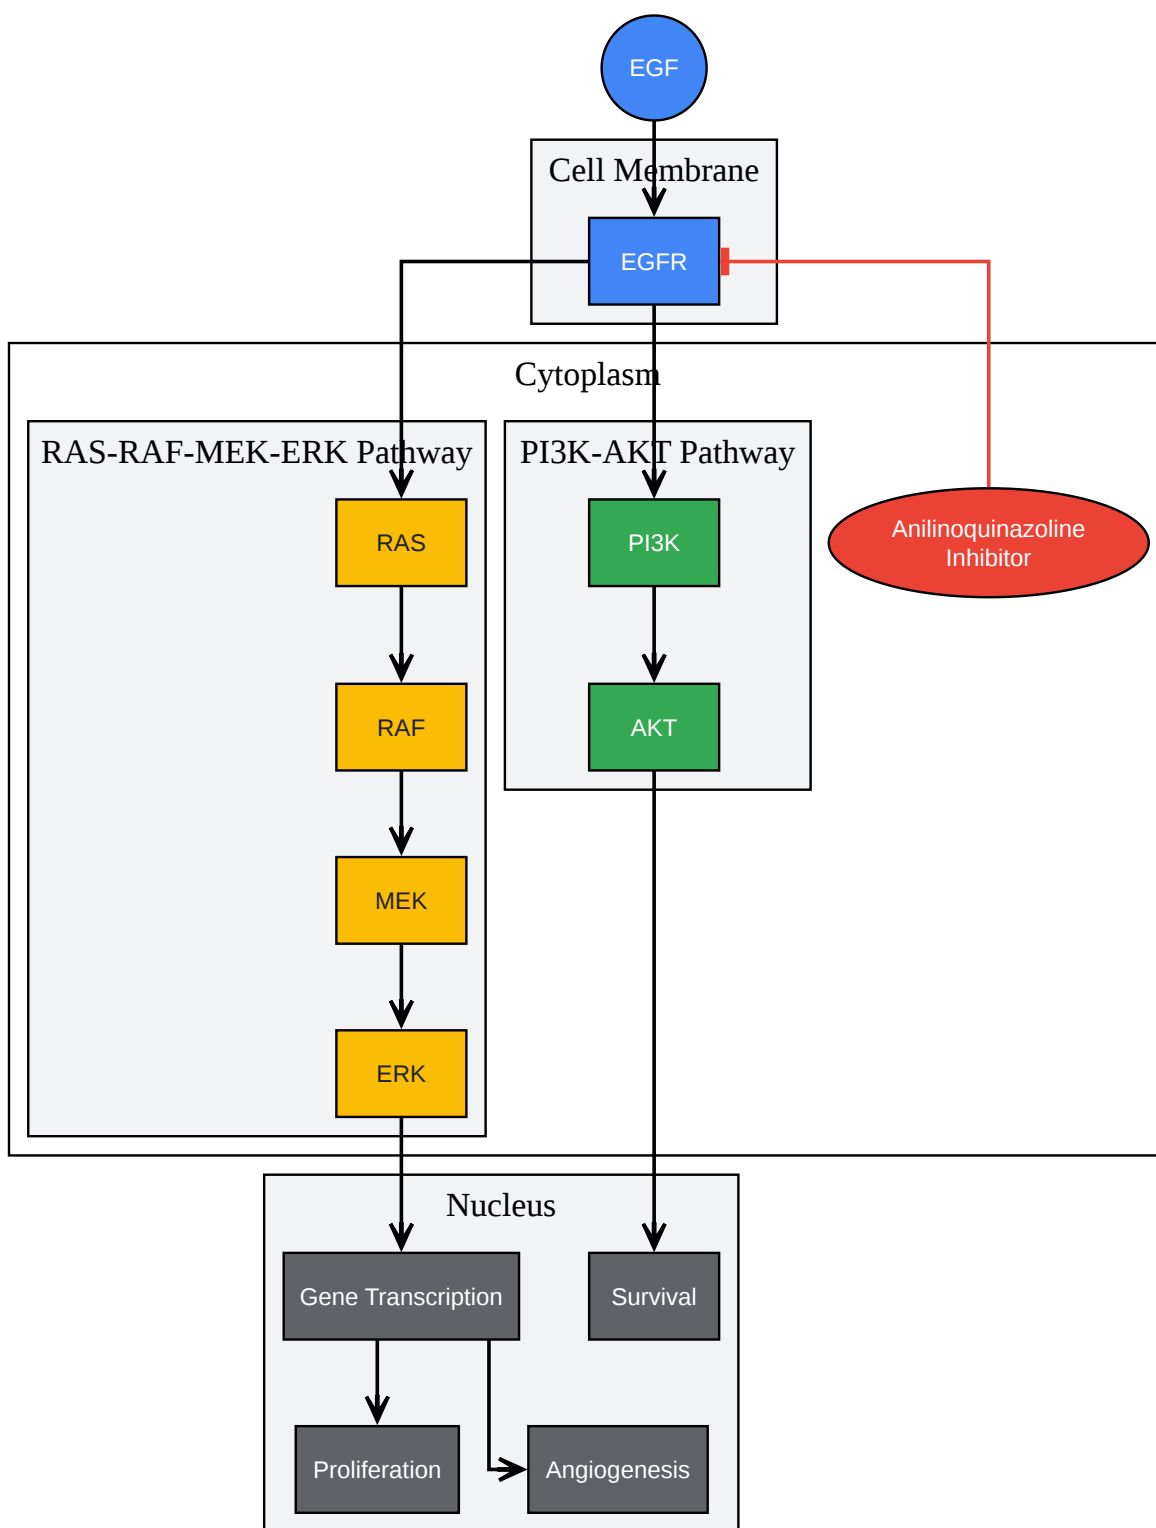 EGF
Cell Membrane
EGFR
Cytoplasm
RAS-RAF-MEK-ERK Pathway
PI3K-AKT Pathway
RAS
PI3K
Anilinoquinazoline
Inhibitor
RAF
AKT
MEK
ERK
Nucleus
Gene Transcription
Survival
Proliferation
Angiogenesis